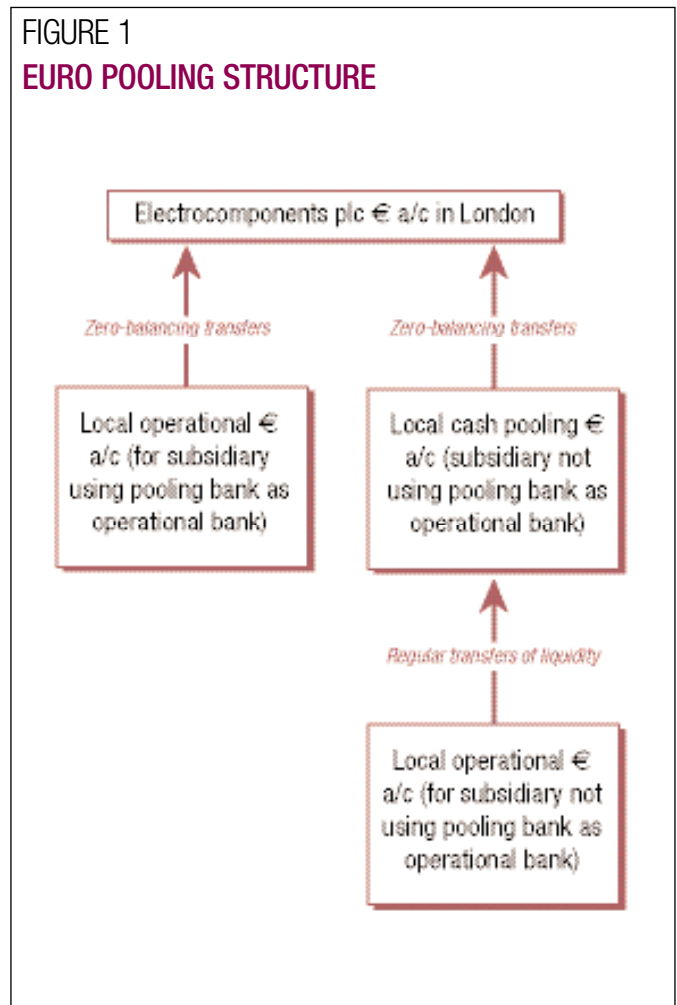 FIGURE 1
EURO POOLING STRUCTURE
Electrocomponents plc € a/c in London
Zero-balancing transfers
Zero-balancing transfers
Local operational €
a/c (for subsidiary
using pooling bank as
operational bank)
Local cash pooling €
a/c (subsidiary not
using pooling bank as
operational bank)
Regular transfers of liquidity
Local operational €
a/c (for subsidiary not
using pooling bank as
operational bank)